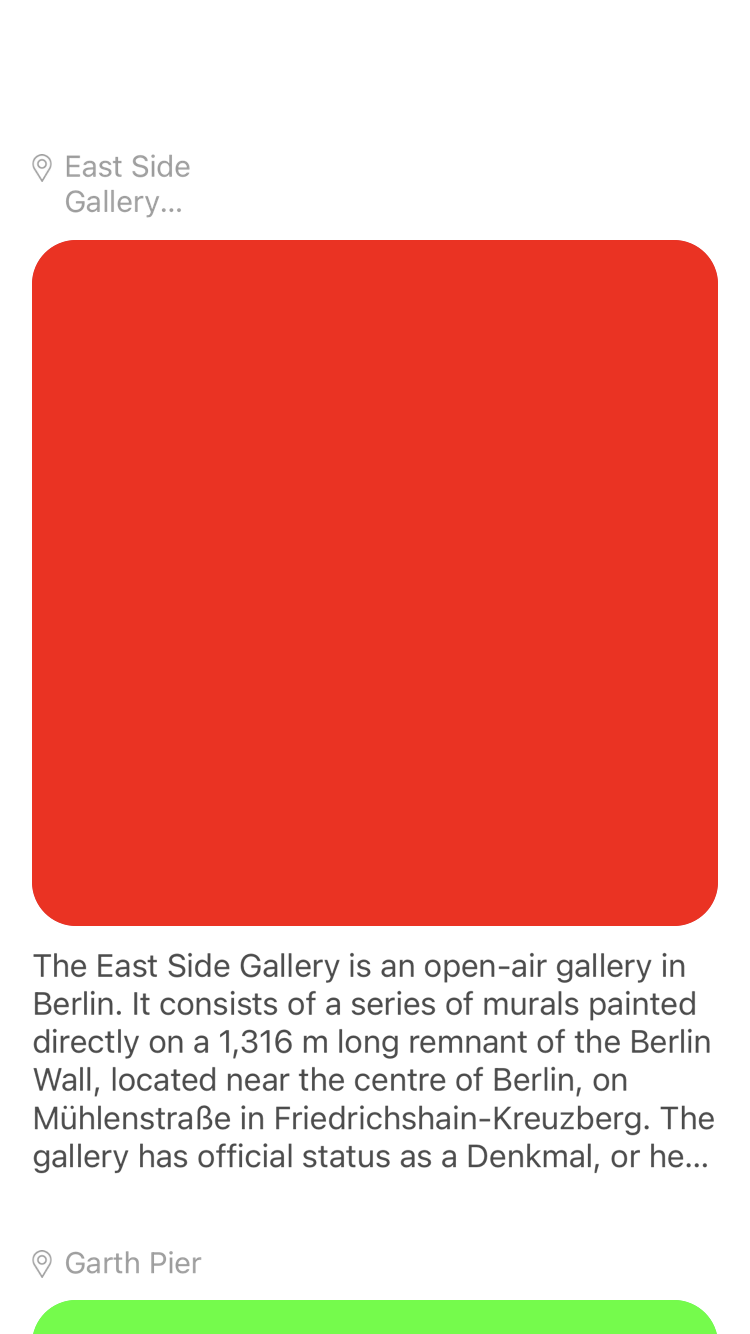 East Side
Gallery...
The East Side Gallery is an open-air gallery in
Berlin. It consists of a series of murals painted
directly on a 1,316 m long remnant of the Berlin
Wall, located near the centre of Berlin, on
Mühlenstraße in Friedrichshain-Kreuzberg. The
gallery has official status as a Denkmal, or he...
Garth Pier